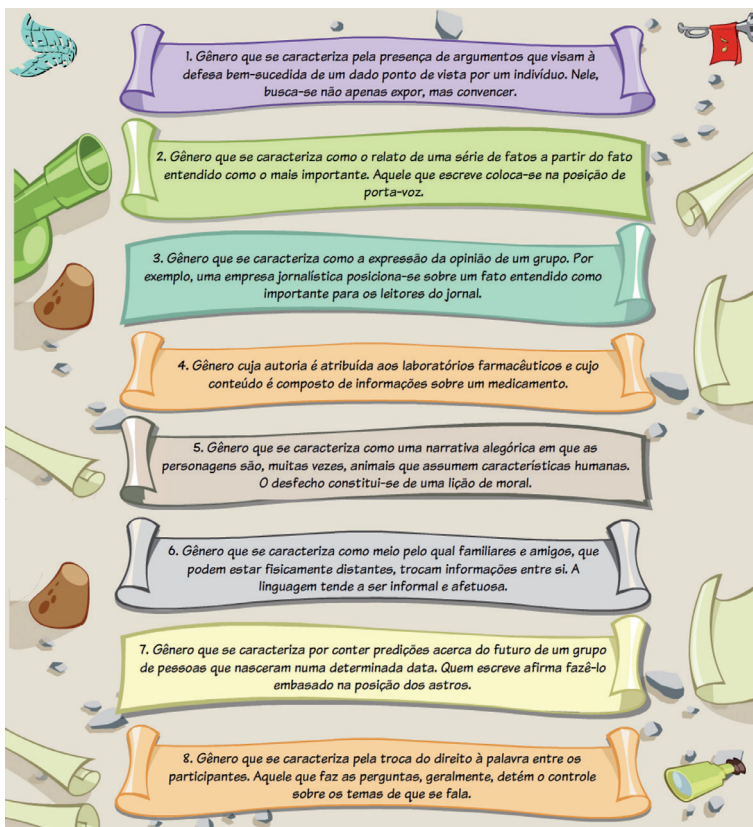 1. Gênero que se caracteriza pela presença de argumentos que visam à
defesa bem-sucedida de um dado ponto de vista por um indivíduo. Nele,
busca-se não apenas expor, mas convencer.
2. Gênero que se caracteriza como o relato de uma série de fatos a partir do fato
entendido como o mais importante. Aquele que escreve coloca-se na posição de
porta-voz.
3. Gênero que se caracteriza como a expressão da opinião de um grupo. Por
exemplo, uma empresa jornalística posiciona-se sobre um fato entendido como
importante para os leitores do jornal.
4. Gênero cuja autoria é atribuída aos laboratórios farmacêuticos e cujo
conteúdo é composto de informações sobre um medicamento.
5. Gênero que se caracteriza como uma narrativa alegórica em que as
personagens são, muitas vezes, animais que assumem características humanas.
O desfecho constitui-se de uma lição de moral.
6. Gênero que se caracteriza como meio pelo qual familiares e amigos, que
podem estar fisicamente distantes, trocam informações entre si. A
linguagem tende a ser informal e afetuosa.
7. Gênero que se caracteriza por conter predições acerca do futuro de um grupo
de pessoas que nasceram numa determinada data. Quem escreve afirma fazê-lo
embasado na posição dos astros.
8. Gênero que se caracteriza pela troca do direito à palavra entre os
participantes. Aquele que faz as perguntas, geralmente, detém o controle
sobre os temas de que se fala.